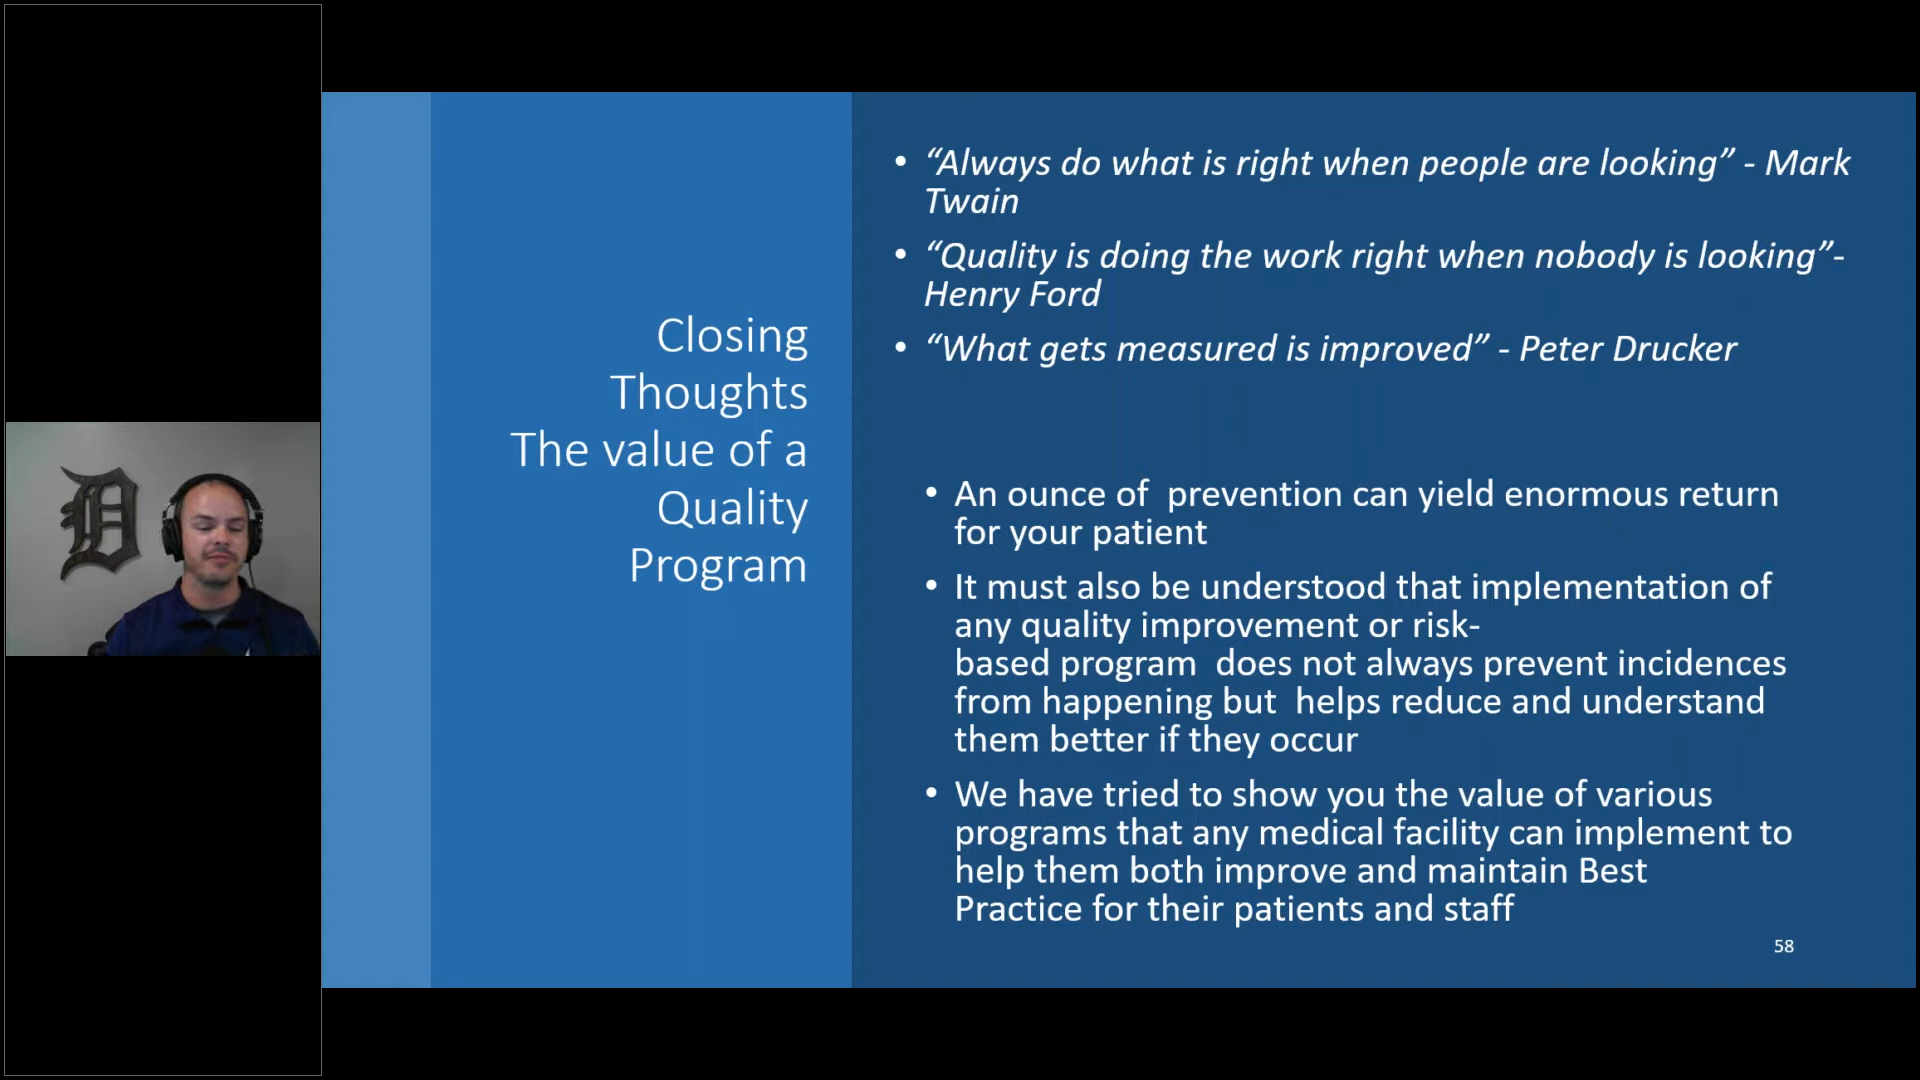 Closing
Thoughts
The value of a
Quality
Program
• “Always do what is right when people are looking” - Mark
Twain
• “Quality is doing the work right when nobody is looking”-
Henry Ford
• “What gets measured is improved” - Peter Drucker
• An ounce of  prevention can yield enormous return
for your patient
• It must also be understood that implementation of
any quality improvement or risk-
based program  does not always prevent incidences
from happening but  helps reduce and understand
them better if they occur
• We have tried to show you the value of various
programs that any medical facility can implement to
help them both improve and maintain Best
Practice for their patients and staff
58
D